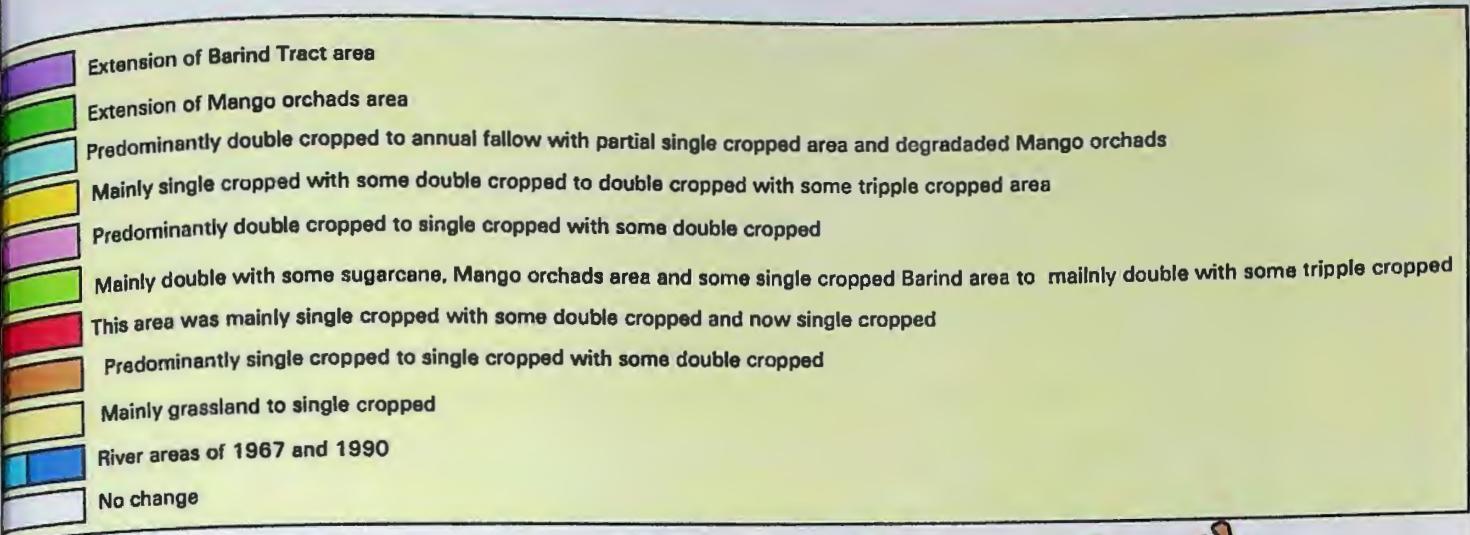 Extension of Barind Tract area
Extension of Mango orchads area
Predominantly double cropped to annual fallow with partial single cropped area and degradaded Mango orchads
Mainly single cropped with some double cropped to double cropped with some tripple cropped area
Predominantly double cropped to single cropped with some double cropped
Mainly double with some sugarcane, Mango orchads area and some single cropped Barind area to mailnly double with some tripple cropped
This area was mainly single cropped with some double cropped and now single cropped
Predominantly single cropped to single cropped with some double cropped
Mainly grassland to single cropped
River areas of 1967 and 1990
No change